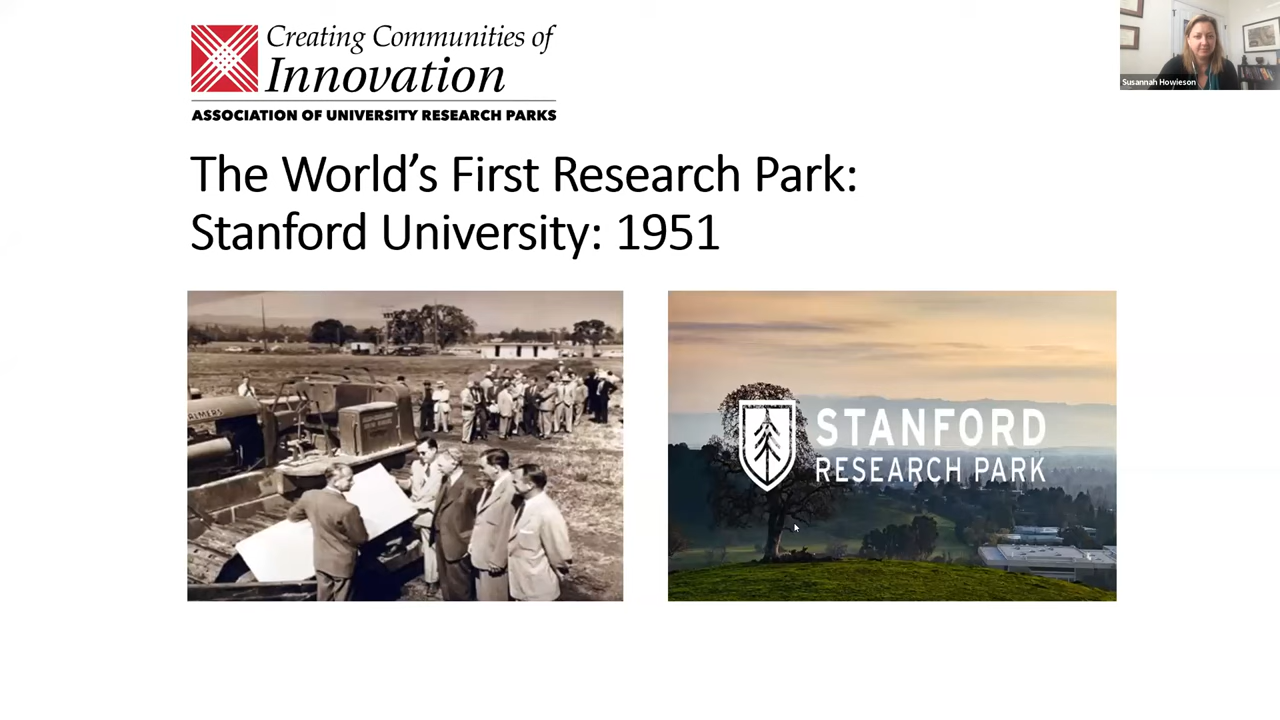 Creating Communities of
Innovation
ASSOCIATION OF UNIVERSITY RESEARCH PARKS
Susannah Howieson
The World's First Research Park:
Stanford University: 1951
STANFORD
RESEARCH PARK